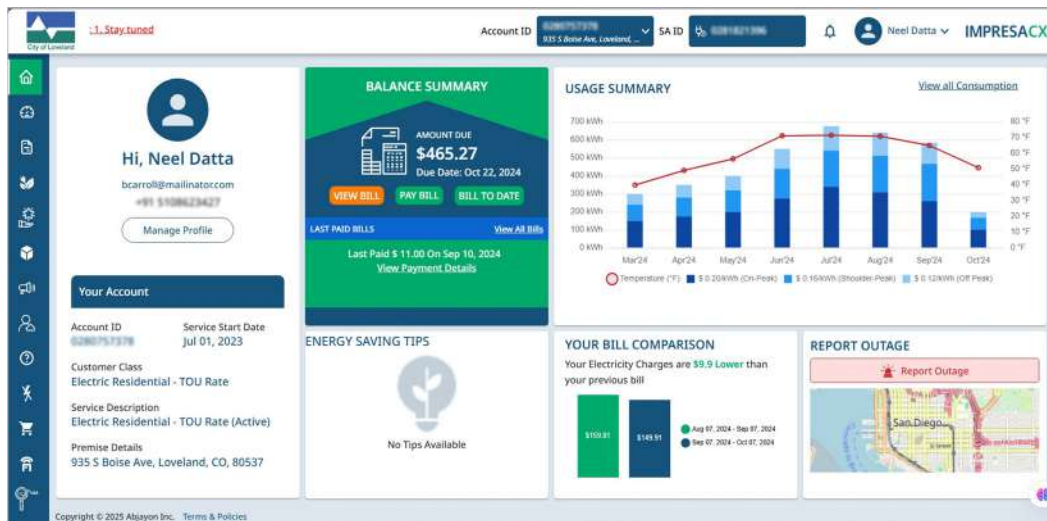 City of Loveland
:1, Stay tuned
Account ID
935 S Boise Ave, Loveland, ...
SA ID
Neel Datta
IMPRESACX
Hi, Neel Datta
bcarroll@mailinator.com
Manage Profile
Your Account
Account ID
Service Start Date
Jul 01, 2023
Customer Class
Electric Residential - TOU Rate
Service Description
Electric Residential - TOU Rate (Active)
Premise Details
935 S Boise Ave, Loveland, CO, 80537
BALANCE SUMMARY
AMOUNT DUE
$465.27
Due Date: Oct 22, 2024
VIEW BILL
PAY BILL
BILL TO DATE
LAST PAID BILLS
View All Bills
Last Paid $ 11.00 On Sep 10, 2024
View Payment Details
USAGE SUMMARY
View all Consumption
700 kWh
600 kWh
500 kWh
400 kWh
300 kWh
200 kWh
100 kWh
0 kWh
80 °F
70 °F
60 °F
50 °F
40 °F
30 °F
20 °F
10 °F
0 °F
Mar'24 Apr'24 May'24 Jun'24 Jul'24 Aug'24 Sep'24 Oct'24
Temperature (°F) $ 0.20/kWh (On-Peak) $ 0.16/kWh (Shoulder-Peak) $ 0.12/kWh (Off Peak)
ENERGY SAVING TIPS
No Tips Available
YOUR BILL COMPARISON
Your Electricity Charges are $9.9 Lower than
your previous bill
$159.81
$149.91
Aug 07, 2024 - Sep 07, 2024
Sep 07, 2024 - Oct 07, 2024
REPORT OUTAGE
Report Outage
San Diego
Copyright © 2025 Abjayon Inc. Terms & Policies